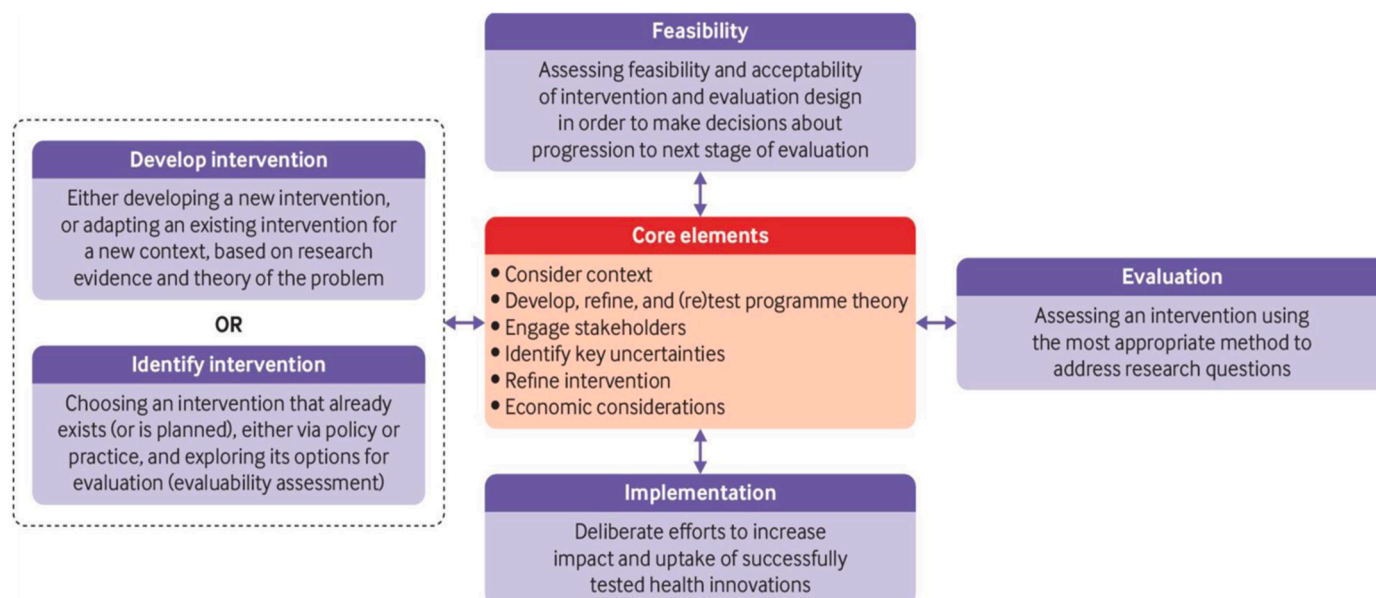 Feasibility
Assessing feasibility and acceptability
of intervention and evaluation design
in order to make decisions about
progression to next stage of evaluation
Develop intervention
Either developing a new intervention,
or adapting an existing intervention for
a new context, based on research
evidence and theory of the problem
OR
Identify intervention
Choosing an intervention that already
exists (or is planned), either via policy or
practice, and exploring its options for
evaluation (evaluability assessment)
Core elements
• Consider context
• Develop, refine, and (re)test programme theory
• Engage stakeholders
• Identify key uncertainties
• Refine intervention
• Economic considerations
Evaluation
Assessing an intervention using
the most appropriate method to
address research questions
Implementation
Deliberate efforts to increase
impact and uptake of successfully
tested health innovations